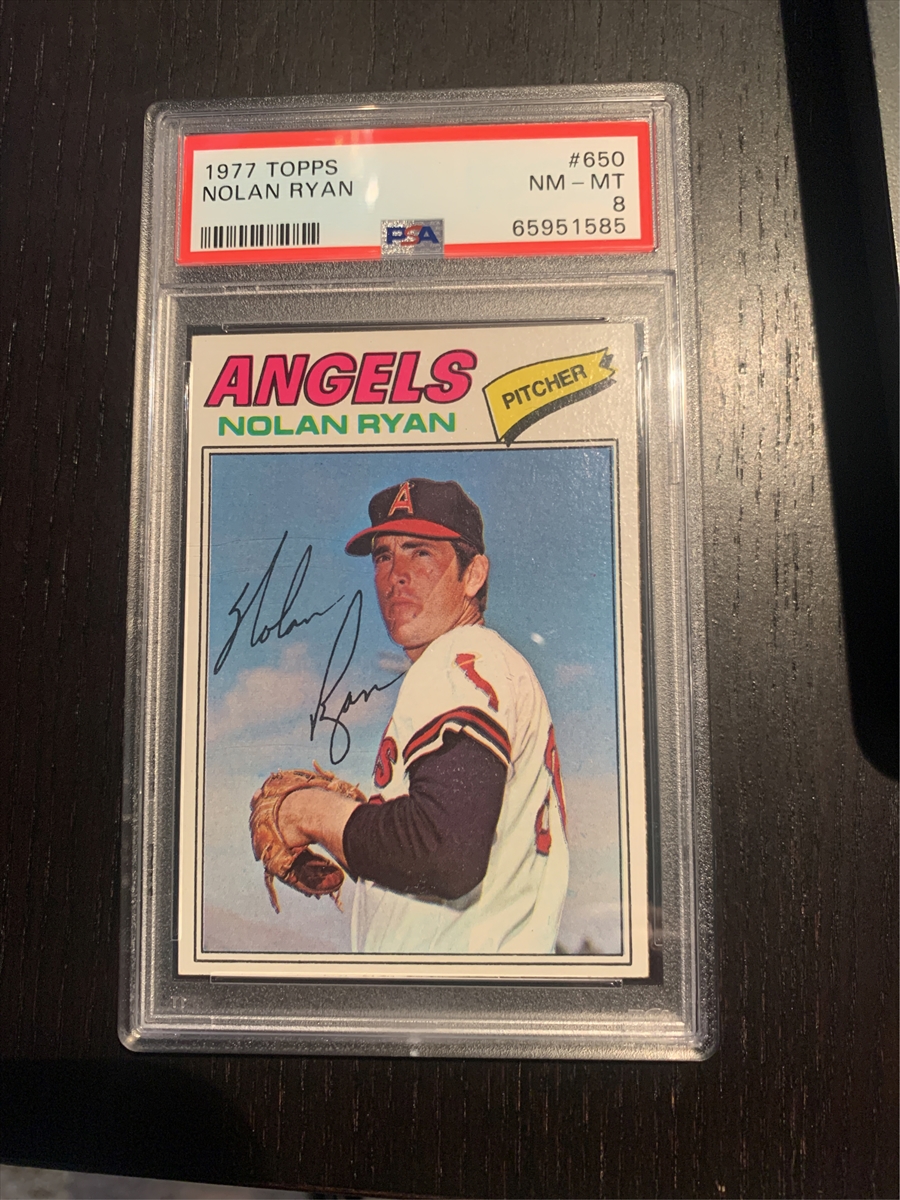 1977 TOPPS #650
NOLAN RYAN NM – MT
8
PSA 65951585
ANGELS
NOLAN RYAN
PITCHER
A
Nolan
Ryan
S